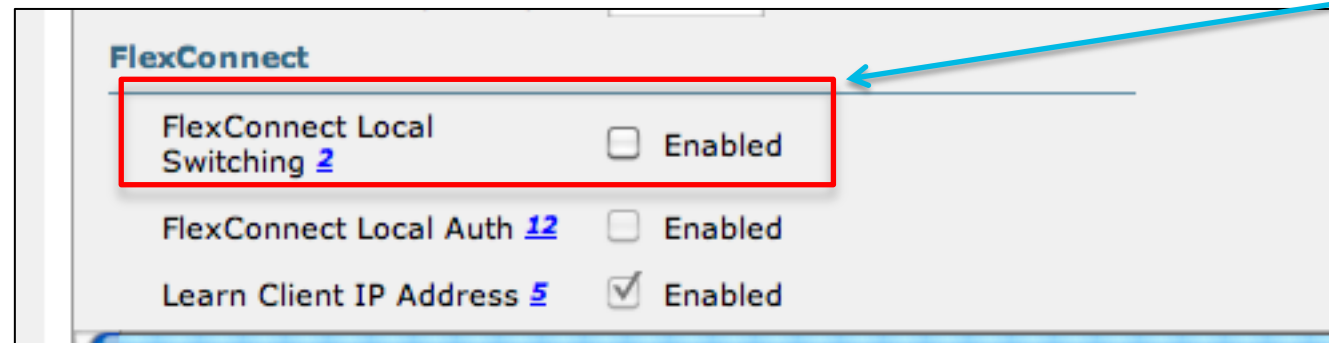 FlexConnect
FlexConnect Local
Switching 2 Enabled
FlexConnect Local Auth 12 Enabled
Learn Client IP Address 5 Enabled